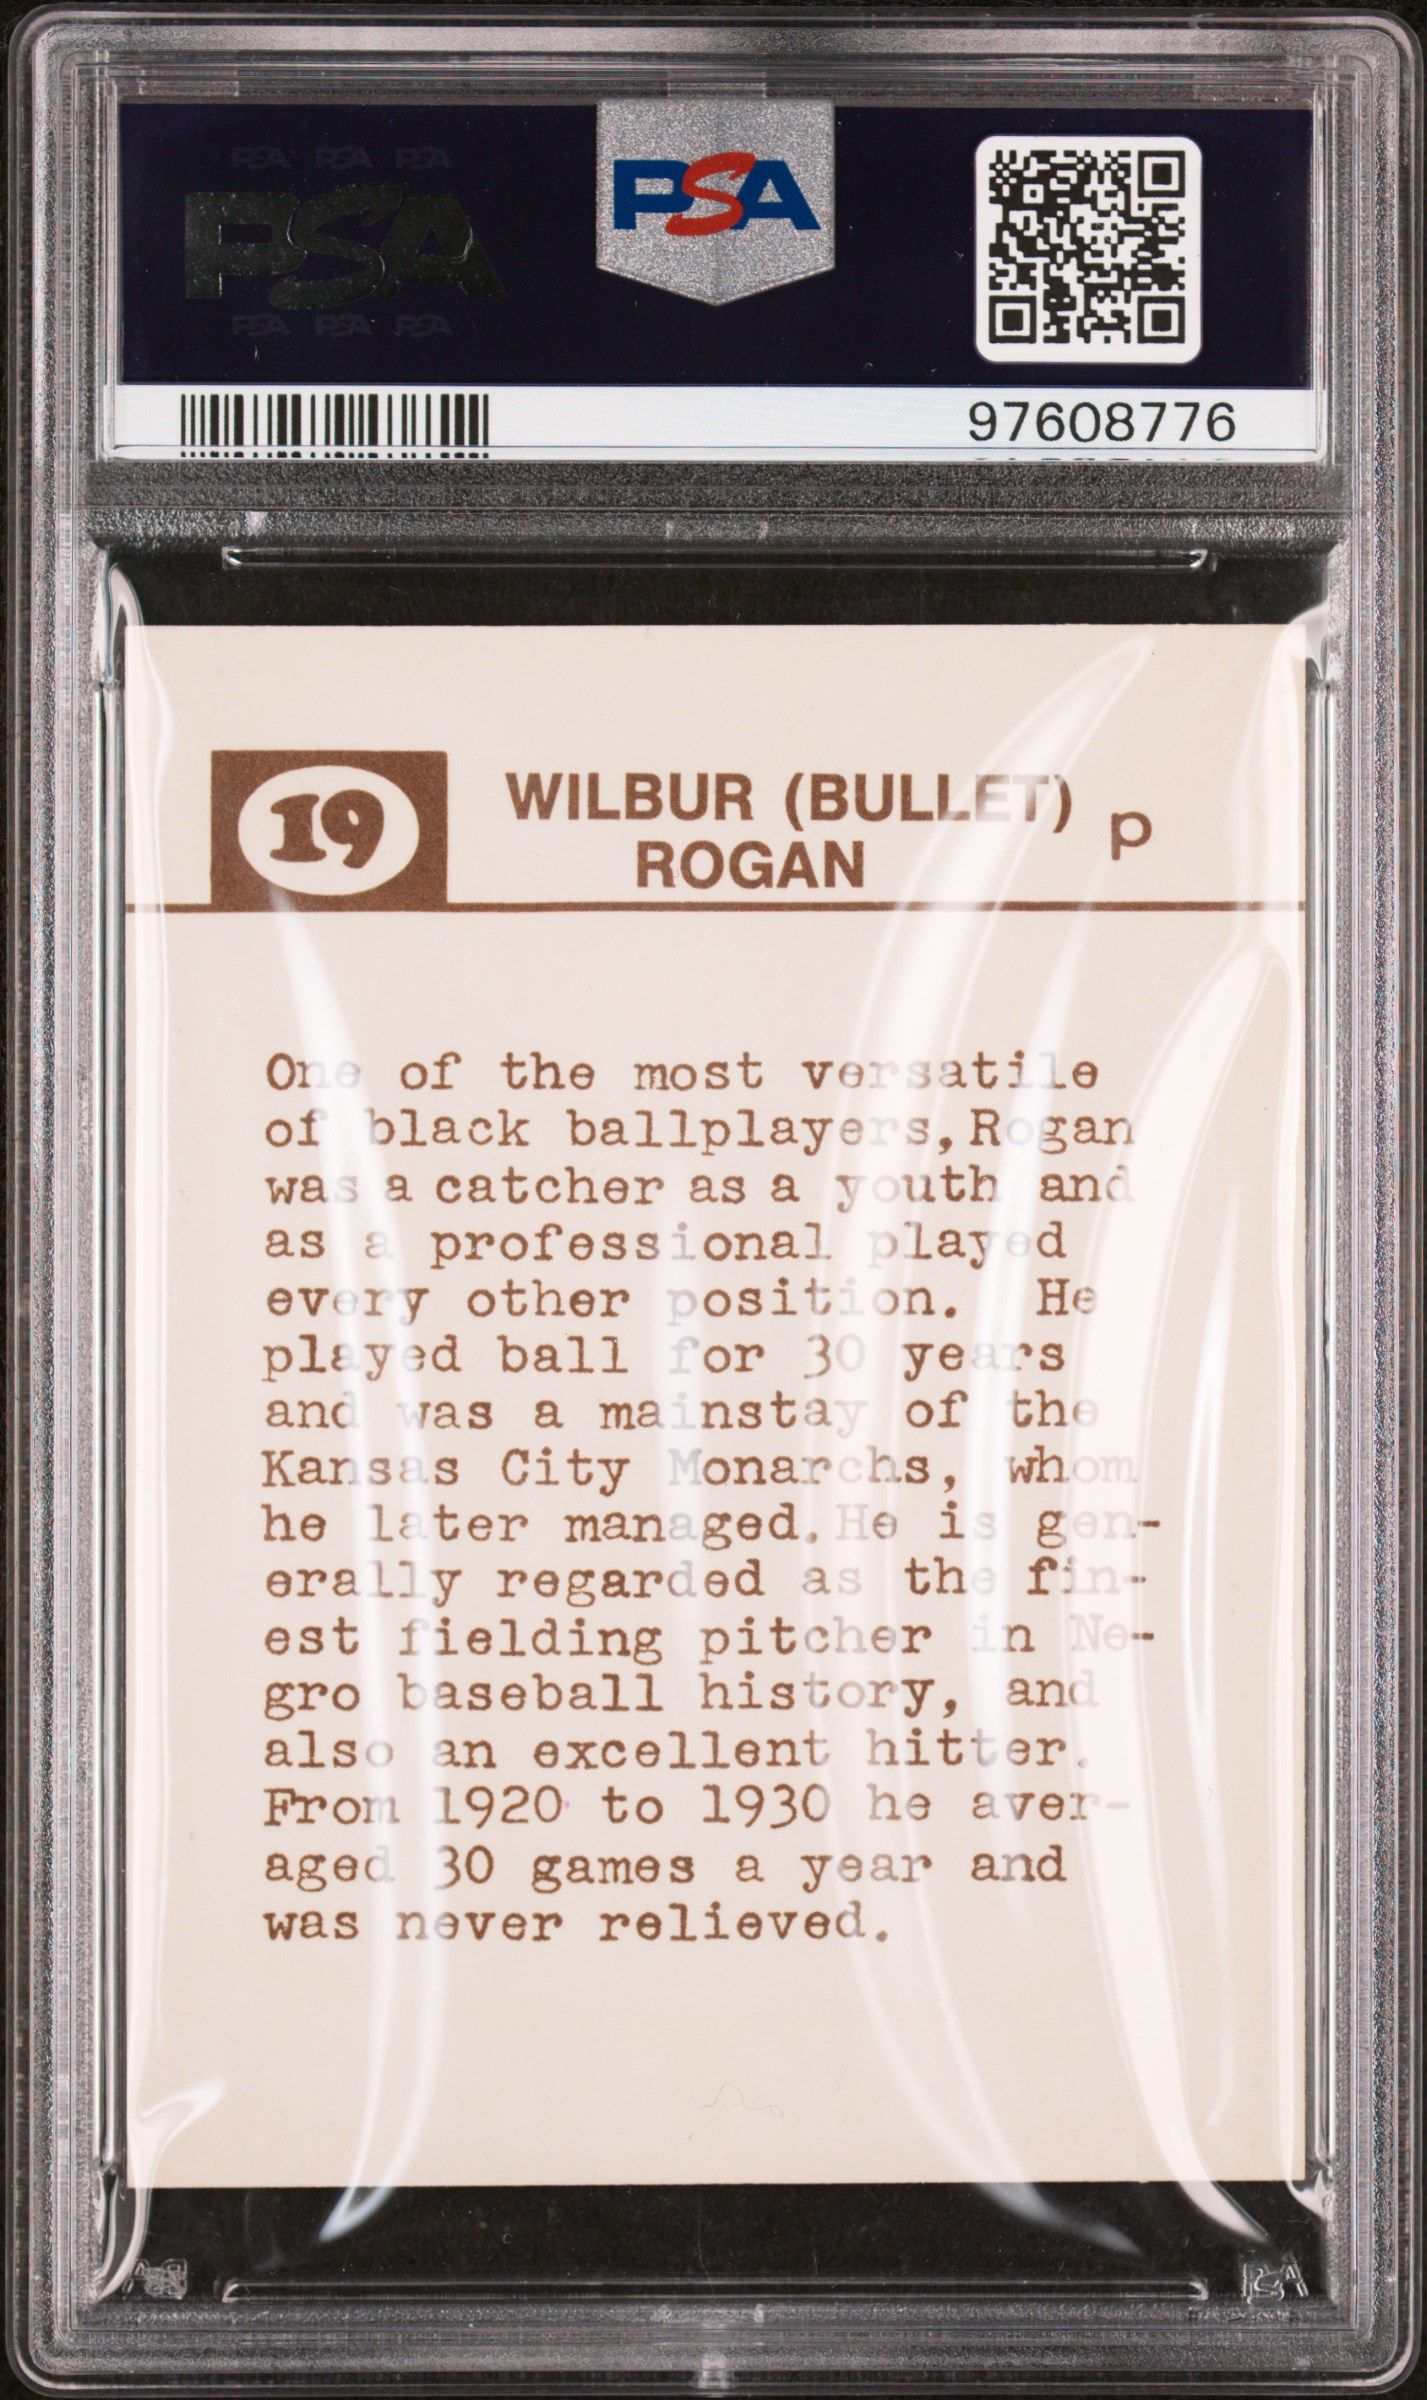 PSA PSA PSA
PSA
PSA PSA PSA
PSA
97608776
19
WILBUR (BULLET)
ROGAN
p
One of the most versatile
of black ballplayers, Rogan
was a catcher as a youth and
as a professional played
every other position. He
played ball for 30 years
and was a mainstay of the
Kansas City Monarchs, whom
he later managed. He is gen-
erally regarded as the fin-
est fielding pitcher in Ne-
gro baseball history, and
also an excellent hitter.
From 1920 to 1930 he aver-
aged 30 games a year and
was never relieved.
PSA